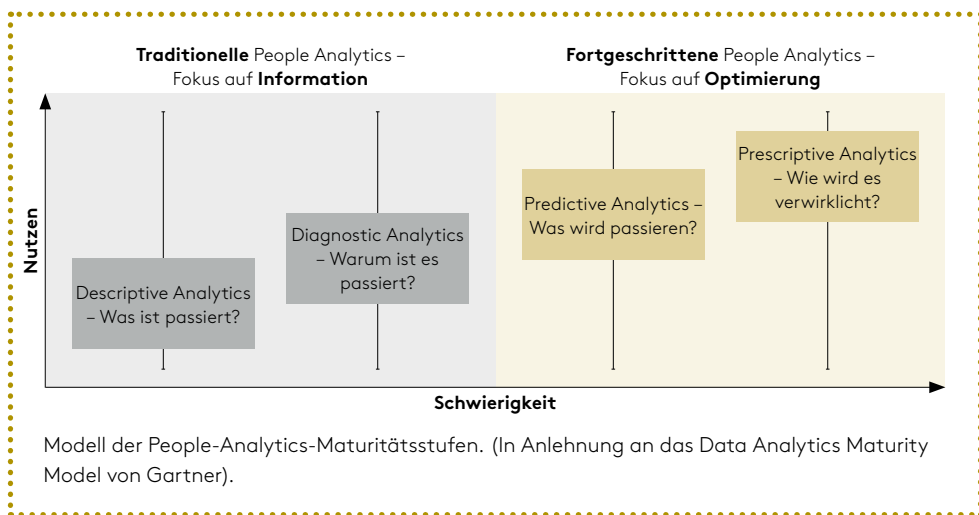 Traditionelle People Analytics –
Fokus auf Information
Fortgeschrittene People Analytics –
Fokus auf Optimierung
Nutzen
Descriptive Analytics
– Was ist passiert?
Diagnostic Analytics
– Warum ist es
passiert?
Predictive Analytics –
Was wird passieren?
Prescriptive Analytics
– Wie wird es
verwirklicht?
Schwierigkeit
Modell der People-Analytics-Maturitätsstufen. (In Anlehnung an das Data Analytics Maturity
Model von Gartner).